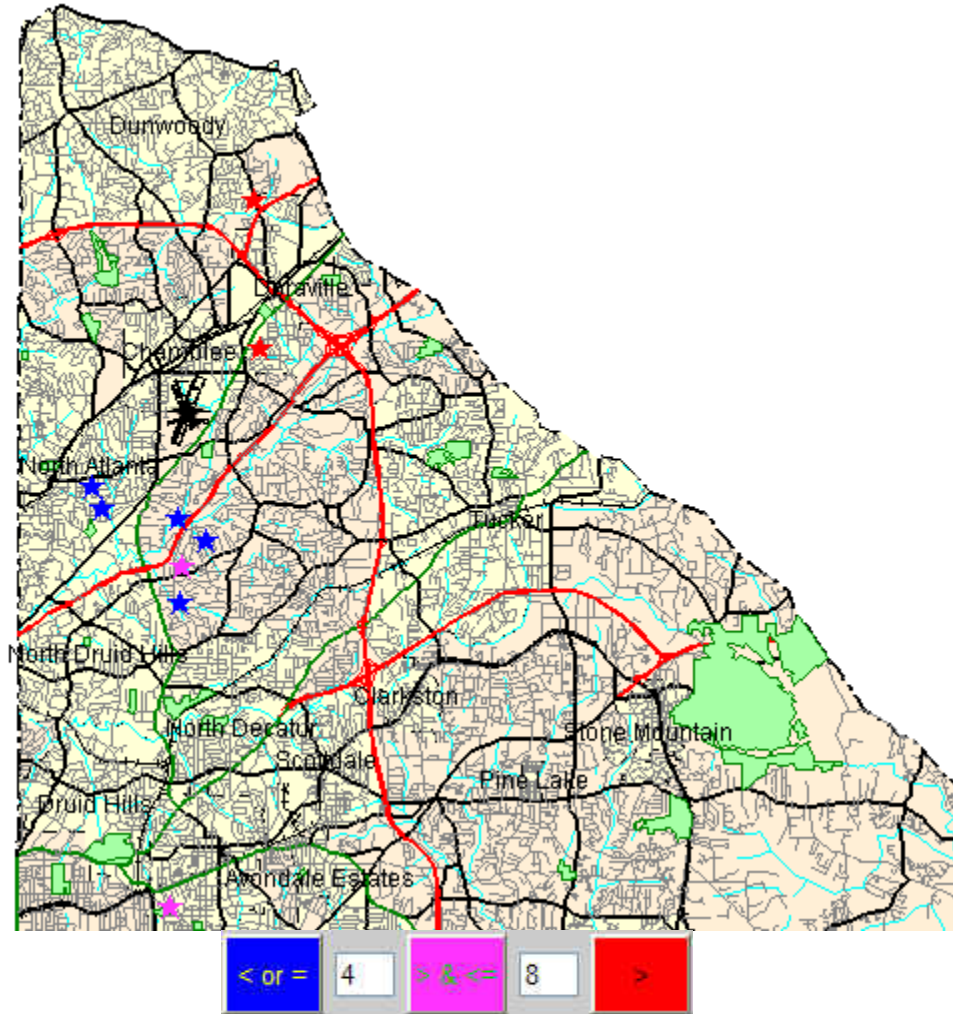 Dunwoody
Doraville
Chamblee
North Atlanta
Tucker
North Druid Hills
Clarkston
North Decatur
Stone Mountain
Scottdale
Pine Lake
Druid Hills
Avondale Estates
< or = 4 > & <= 8 >